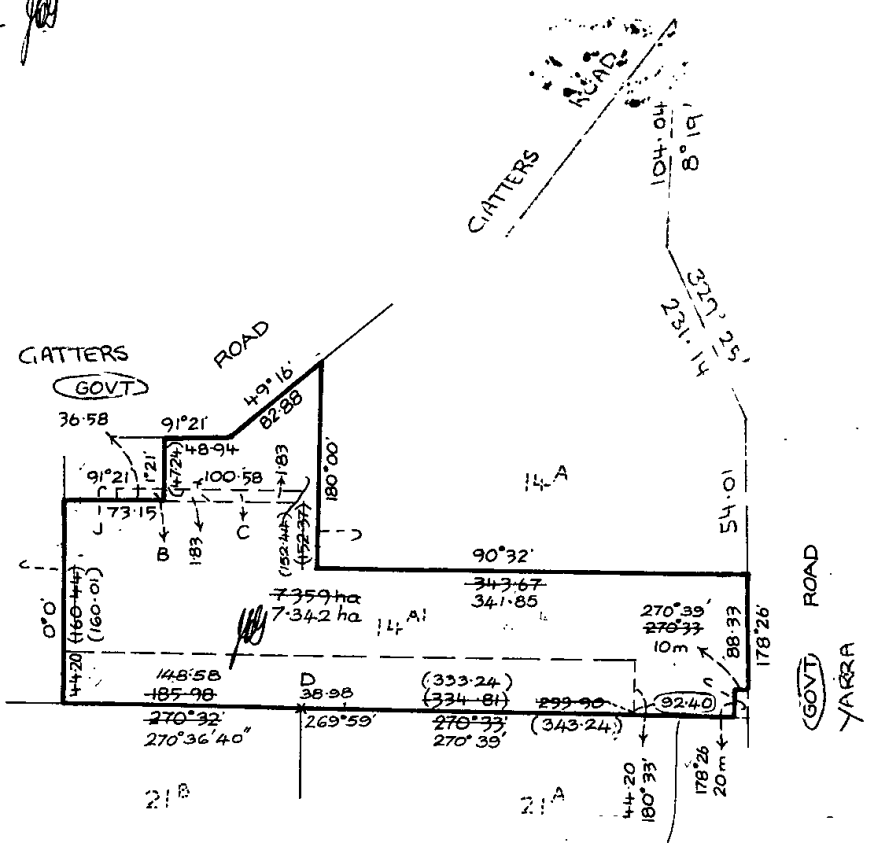 ROAD
GATTERS
104.04
8°19'
327° 25'
231.14
GATTERS
ROAD
GOVT
49°16'
82.88
36.58
91°21'
48.94
1°21'
(47.24)
91°21
100.58
1.83
180°00'
73.15
B
1.83
C
(152.44)
(152.37)
14A
54.01
90°32'
343.67
341.85
0°0'
(160.44)
(160.01)
7.359ha
7.342 ha
14A1
270°39'
270°33
10m
88.33
178°26'
ROAD
GOVT
YARRA
44.20
148.58
185.98
270°32'
270°36'40"
D
38.98
269°59'
(333.24)
(334.81)
270°33'
270°39'
299.90
(343.24)
92.40
n
44.20
180°33'
178°26
20m
21B
21A